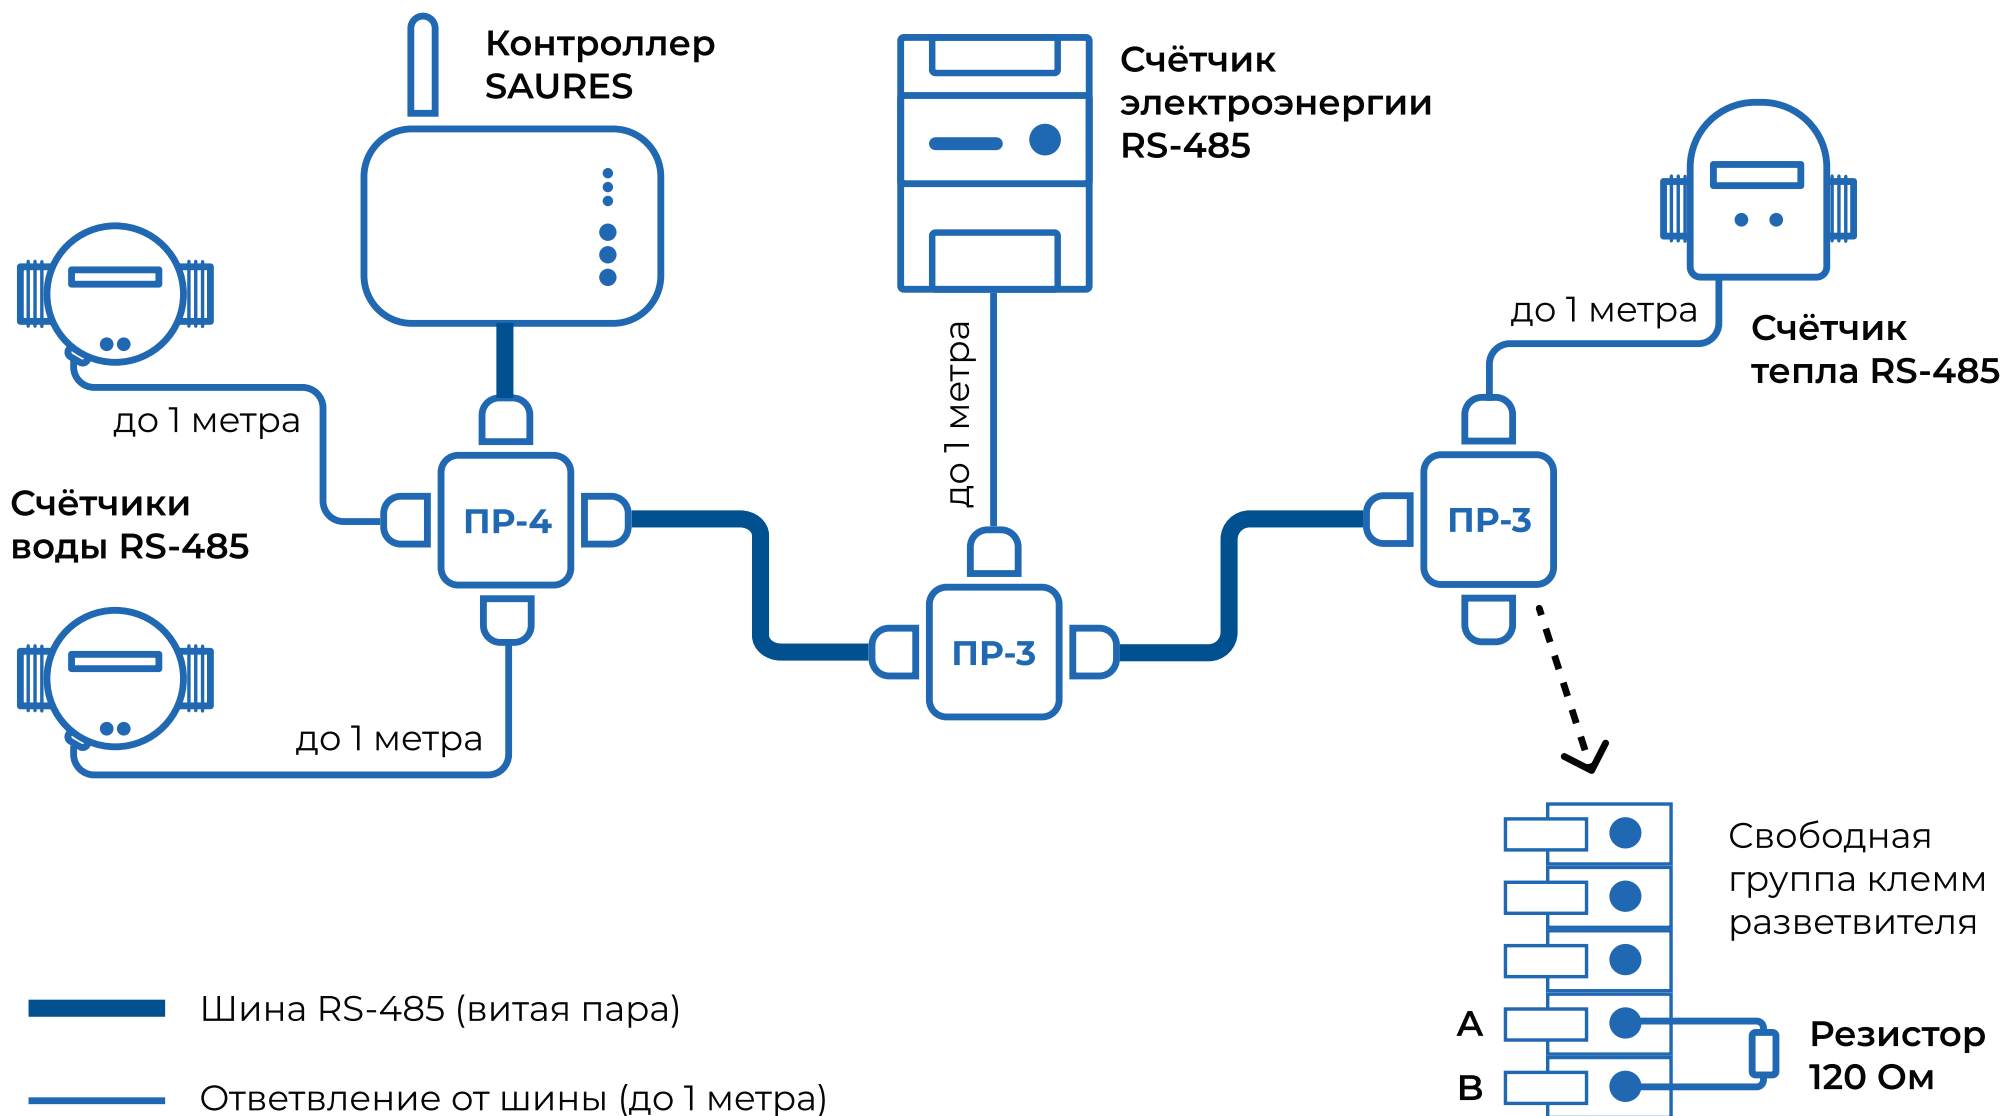 Контроллер
SAURES
Счётчик
электроэнергии
RS-485
до 1 метра
Счётчик
тепла RS-485
до 1 метра
до 1 метра
Счётчики
воды RS-485
ПР-4
ПР-3
ПР-3
до 1 метра
Свободная
группа клемм
разветвителя
Шина RS-485 (витая пара)
A
Резистор
120 Ом
B
Ответвление от шины (до 1 метра)